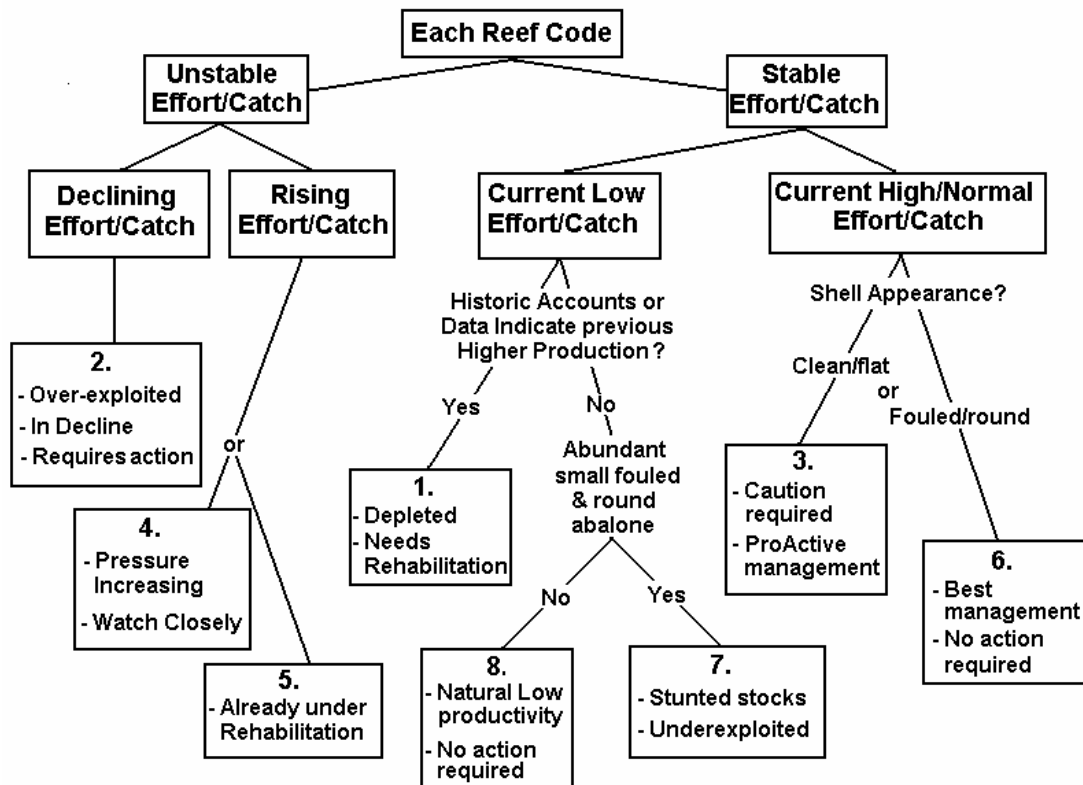 Each Reef Code
Unstable
Effort/Catch
Stable
Effort/Catch
Declining
Effort/Catch
Rising
Effort/Catch
Current Low
Effort/Catch
Current High/Normal
Effort/Catch
Historic Accounts or
Data Indicate previous
Higher Production ?
Shell Appearance?
Clean/flat
or
Fouled/round
Yes
No
or
2.
- Over-exploited
- In Decline
- Requires action
4.
- Pressure
Increasing
- Watch Closely
5.
- Already under
Rehabilitation
1.
- Depleted
- Needs
Rehabilitation
Abundant
small fouled
& round
abalone
No
Yes
8.
- Natural Low
productivity
- No action
required
7.
- Stunted stocks
- Underexploited
3.
- Caution
required
- ProActive
management
6.
- Best
management
- No action
required